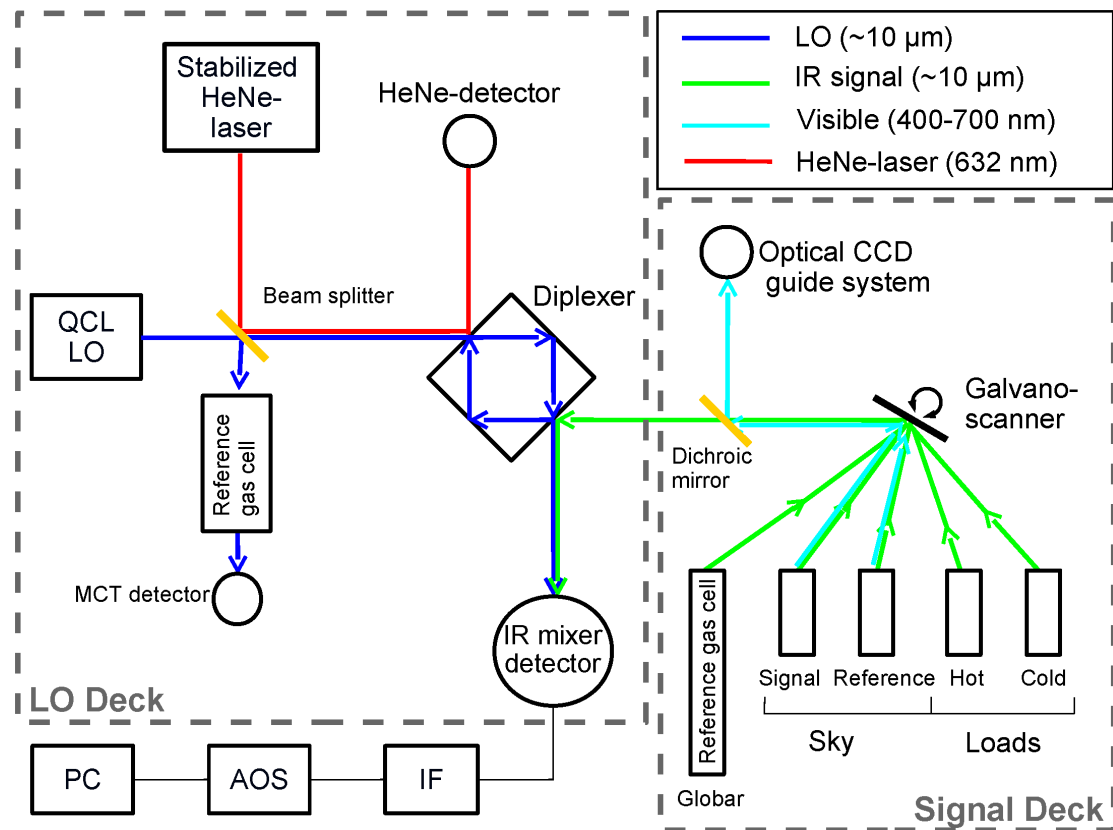 Stabilized
HeNe-
laser
HeNe-detector
LO (~10 µm)
IR signal (~10 µm)
Visible (400-700 nm)
HeNe-laser (632 nm)
QCL
LO
Beam splitter
Diplexer
Optical CCD
guide system
Galvano-
scanner
Dichroic
mirror
Reference
gas cell
MCT detector
IR mixer
detector
LO Deck
PC
AOS
IF
Reference gas cell
Globar
Signal
Reference
Hot
Cold
Sky
Loads
Signal Deck